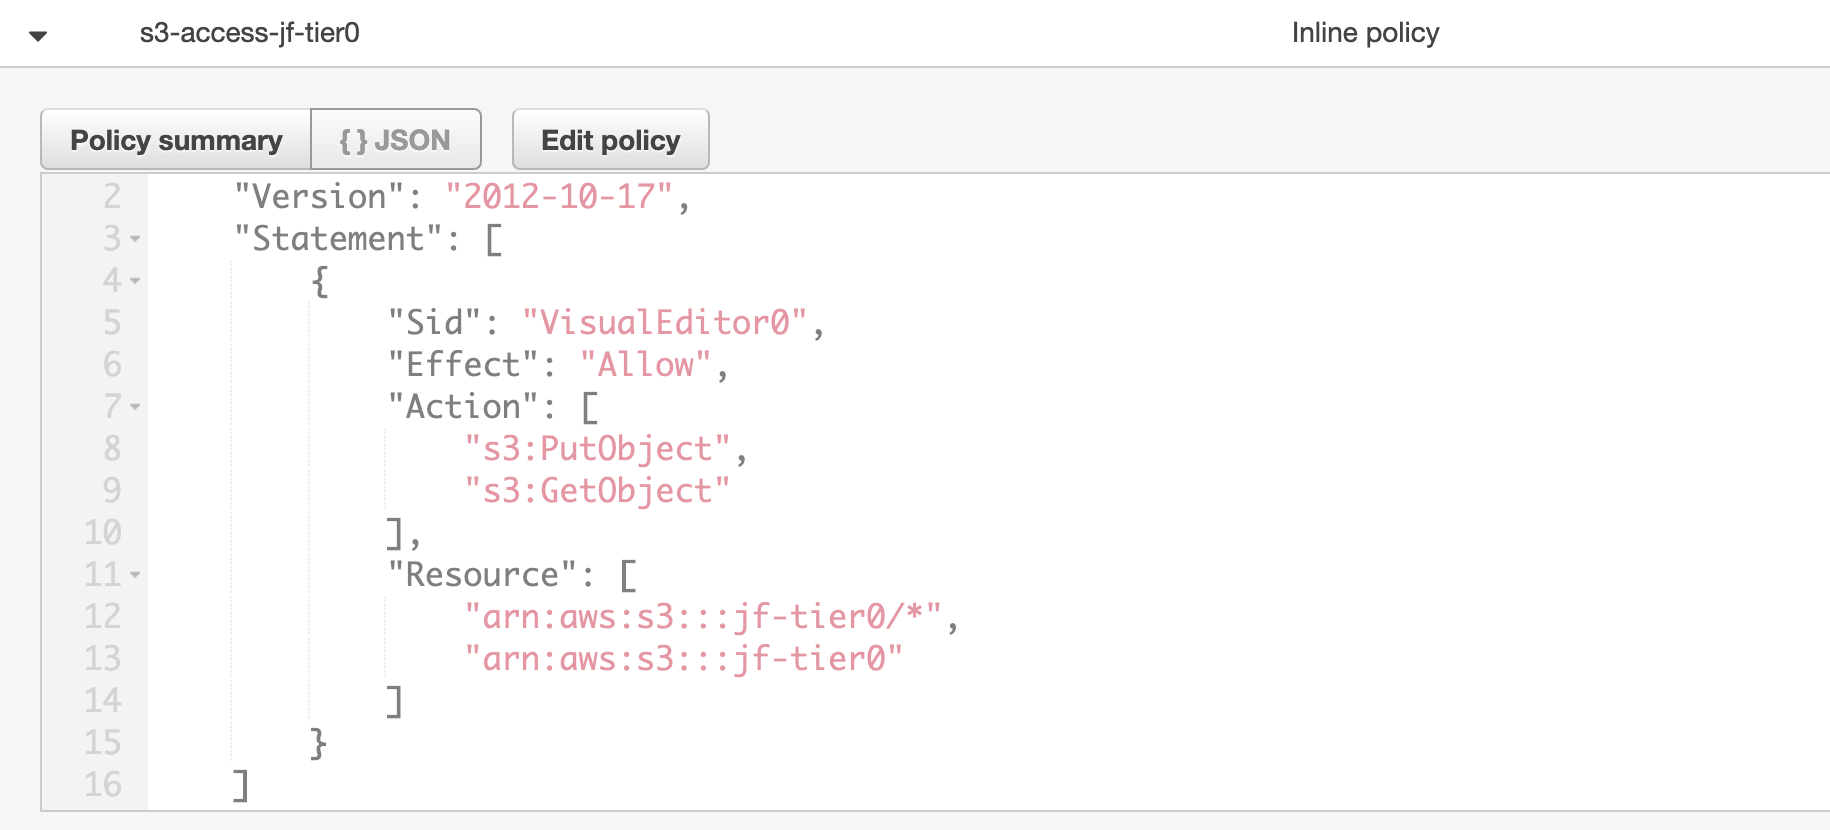 s3-access-jf-tier0 Inline policy
Policy summary { } JSON Edit policy
2 "Version": "2012-10-17",
3 "Statement": [
4 {
5 "Sid": "VisualEditor0",
6 "Effect": "Allow",
7 "Action": [
8 "s3:PutObject",
9 "s3:GetObject"
10 ],
11 "Resource": [
12 "arn:aws:s3:::jf-tier0/*",
13 "arn:aws:s3:::jf-tier0"
14 ]
15 }
16 ]